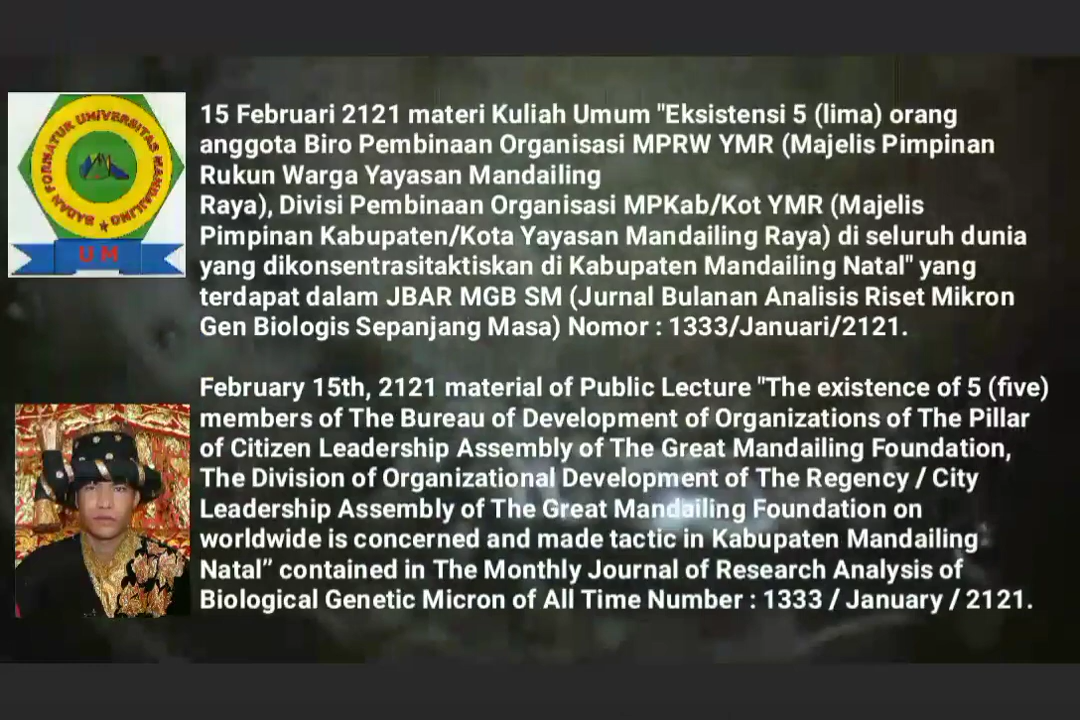 BADAN FORMATUR UNIVERSITAS MANDAILING
UM
15 Februari 2121 materi Kuliah Umum "Eksistensi 5 (lima) orang
anggota Biro Pembinaan Organisasi MPRW YMR (Majelis Pimpinan
Rukun Warga Yayasan Mandailing
Raya), Divisi Pembinaan Organisasi MPKab/Kot YMR (Majelis
Pimpinan Kabupaten/Kota Yayasan Mandailing Raya) di seluruh dunia
yang dikonsentrasitaktiskan di Kabupaten Mandailing Natal" yang
terdapat dalam JBAR MGB SM (Jurnal Bulanan Analisis Riset Mikron
Gen Biologis Sepanjang Masa) Nomor : 1333/Januari/2121.
February 15th, 2121 material of Public Lecture "The existence of 5 (five)
members of The Bureau of Development of Organizations of The Pillar
of Citizen Leadership Assembly of The Great Mandailing Foundation,
The Division of Organizational Development of The Regency / City
Leadership Assembly of The Great Mandailing Foundation on
worldwide is concerned and made tactic in Kabupaten Mandailing
Natal” contained in The Monthly Journal of Research Analysis of
Biological Genetic Micron of All Time Number : 1333 / January / 2121.